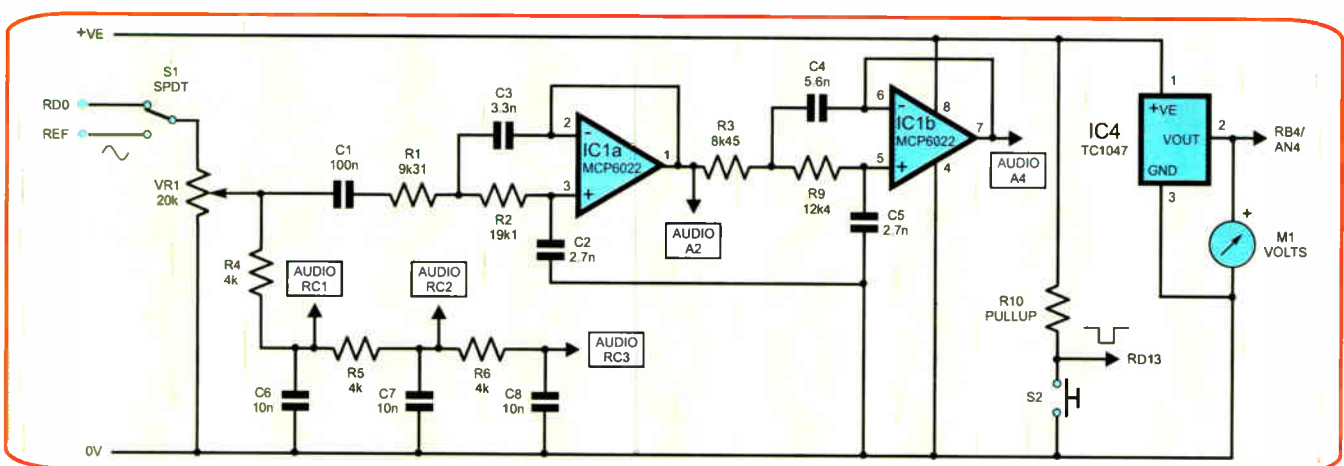 +VE
S1
SPDT
RD0
REF
VR1
20k
C1
100n
R1
9k31
C3
3.3n
R2
19k1
C2
2.7n
2
-
3
+
IC1a
MCP6022
1
AUDIO
A2
R3
8k45
C4
5.6n
R9
12k4
C5
2.7n
6
-
5
+
IC1b
MCP6022
8
4
7
AUDIO
A4
R4
4k
AUDIO
RC1
R5
4k
AUDIO
RC2
R6
4k
AUDIO
RC3
C6
10n
C7
10n
C8
10n
0V
R10
PULLUP
RD13
S2
IC4
TC1047
1
+VE
VOUT
GND
2
3
RB4/
AN4
+
M1
VOLTS